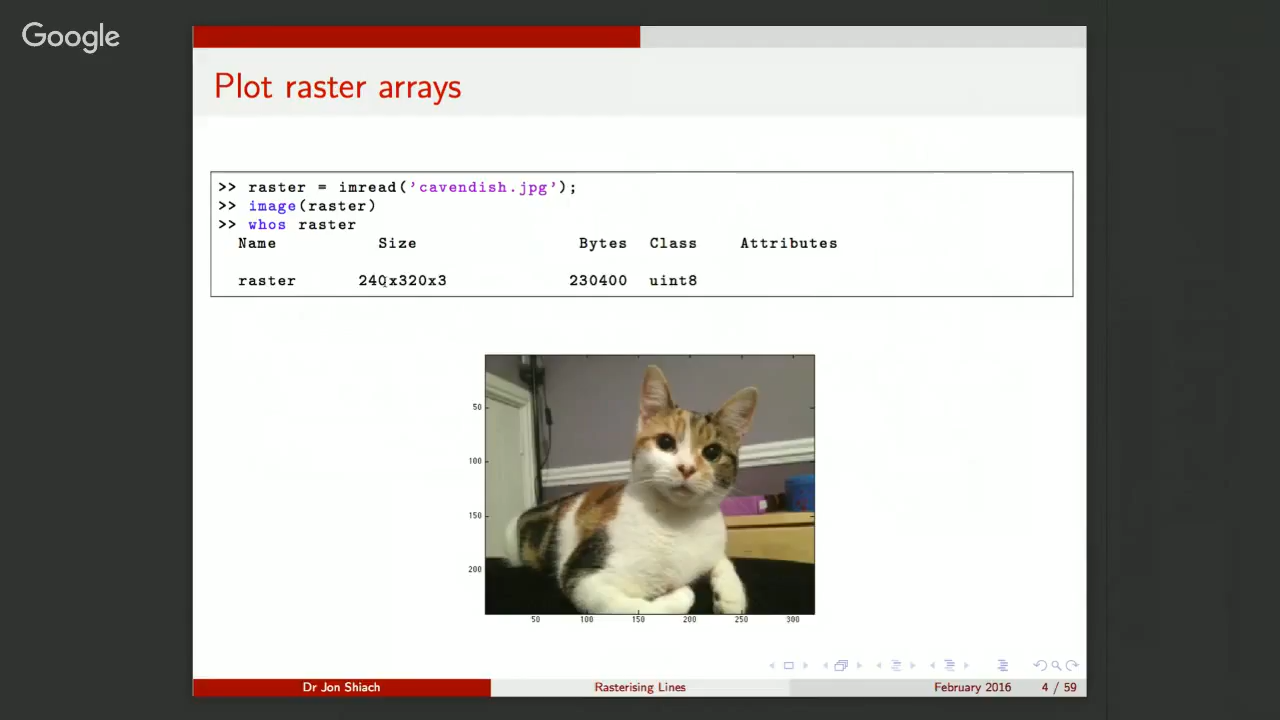 Google
Plot raster arrays
>> raster = imread('cavendish.jpg');
>> image(raster)
>> whos raster
Name Size Bytes Class Attributes
raster 240x320x3 230400 uint8
50
100
150
200
50 100 150 200 250 300
Dr Jon Shiach Rasterising Lines February 2016 4 / 59